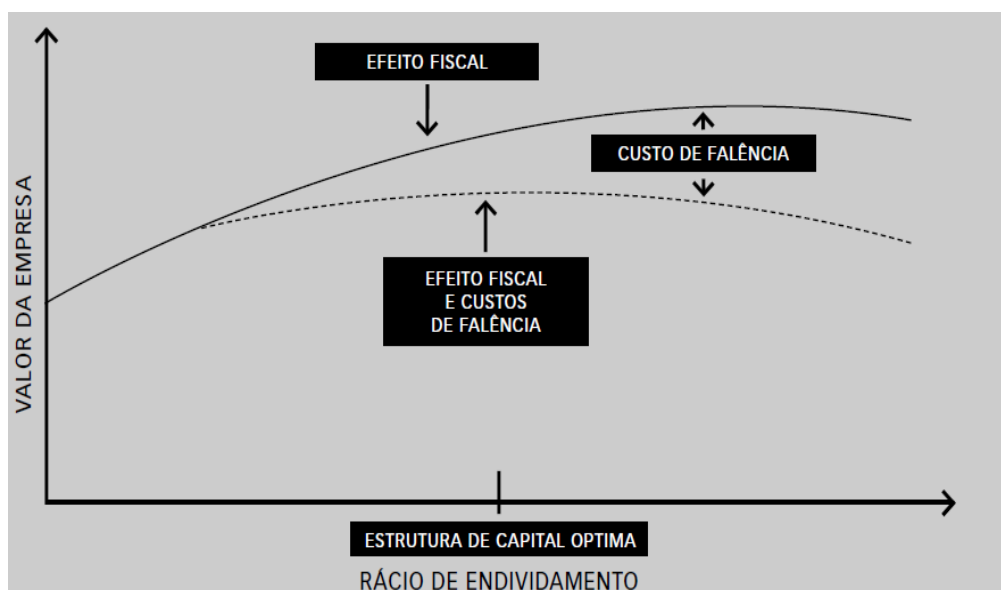 EFEITO FISCAL
CUSTO DE FALÊNCIA
VALOR DA EMPRESA
EFEITO FISCAL
E CUSTOS
DE FALÊNCIA
ESTRUTURA DE CAPITAL OPTIMA
RÁCIO DE ENDIVIDAMENTO